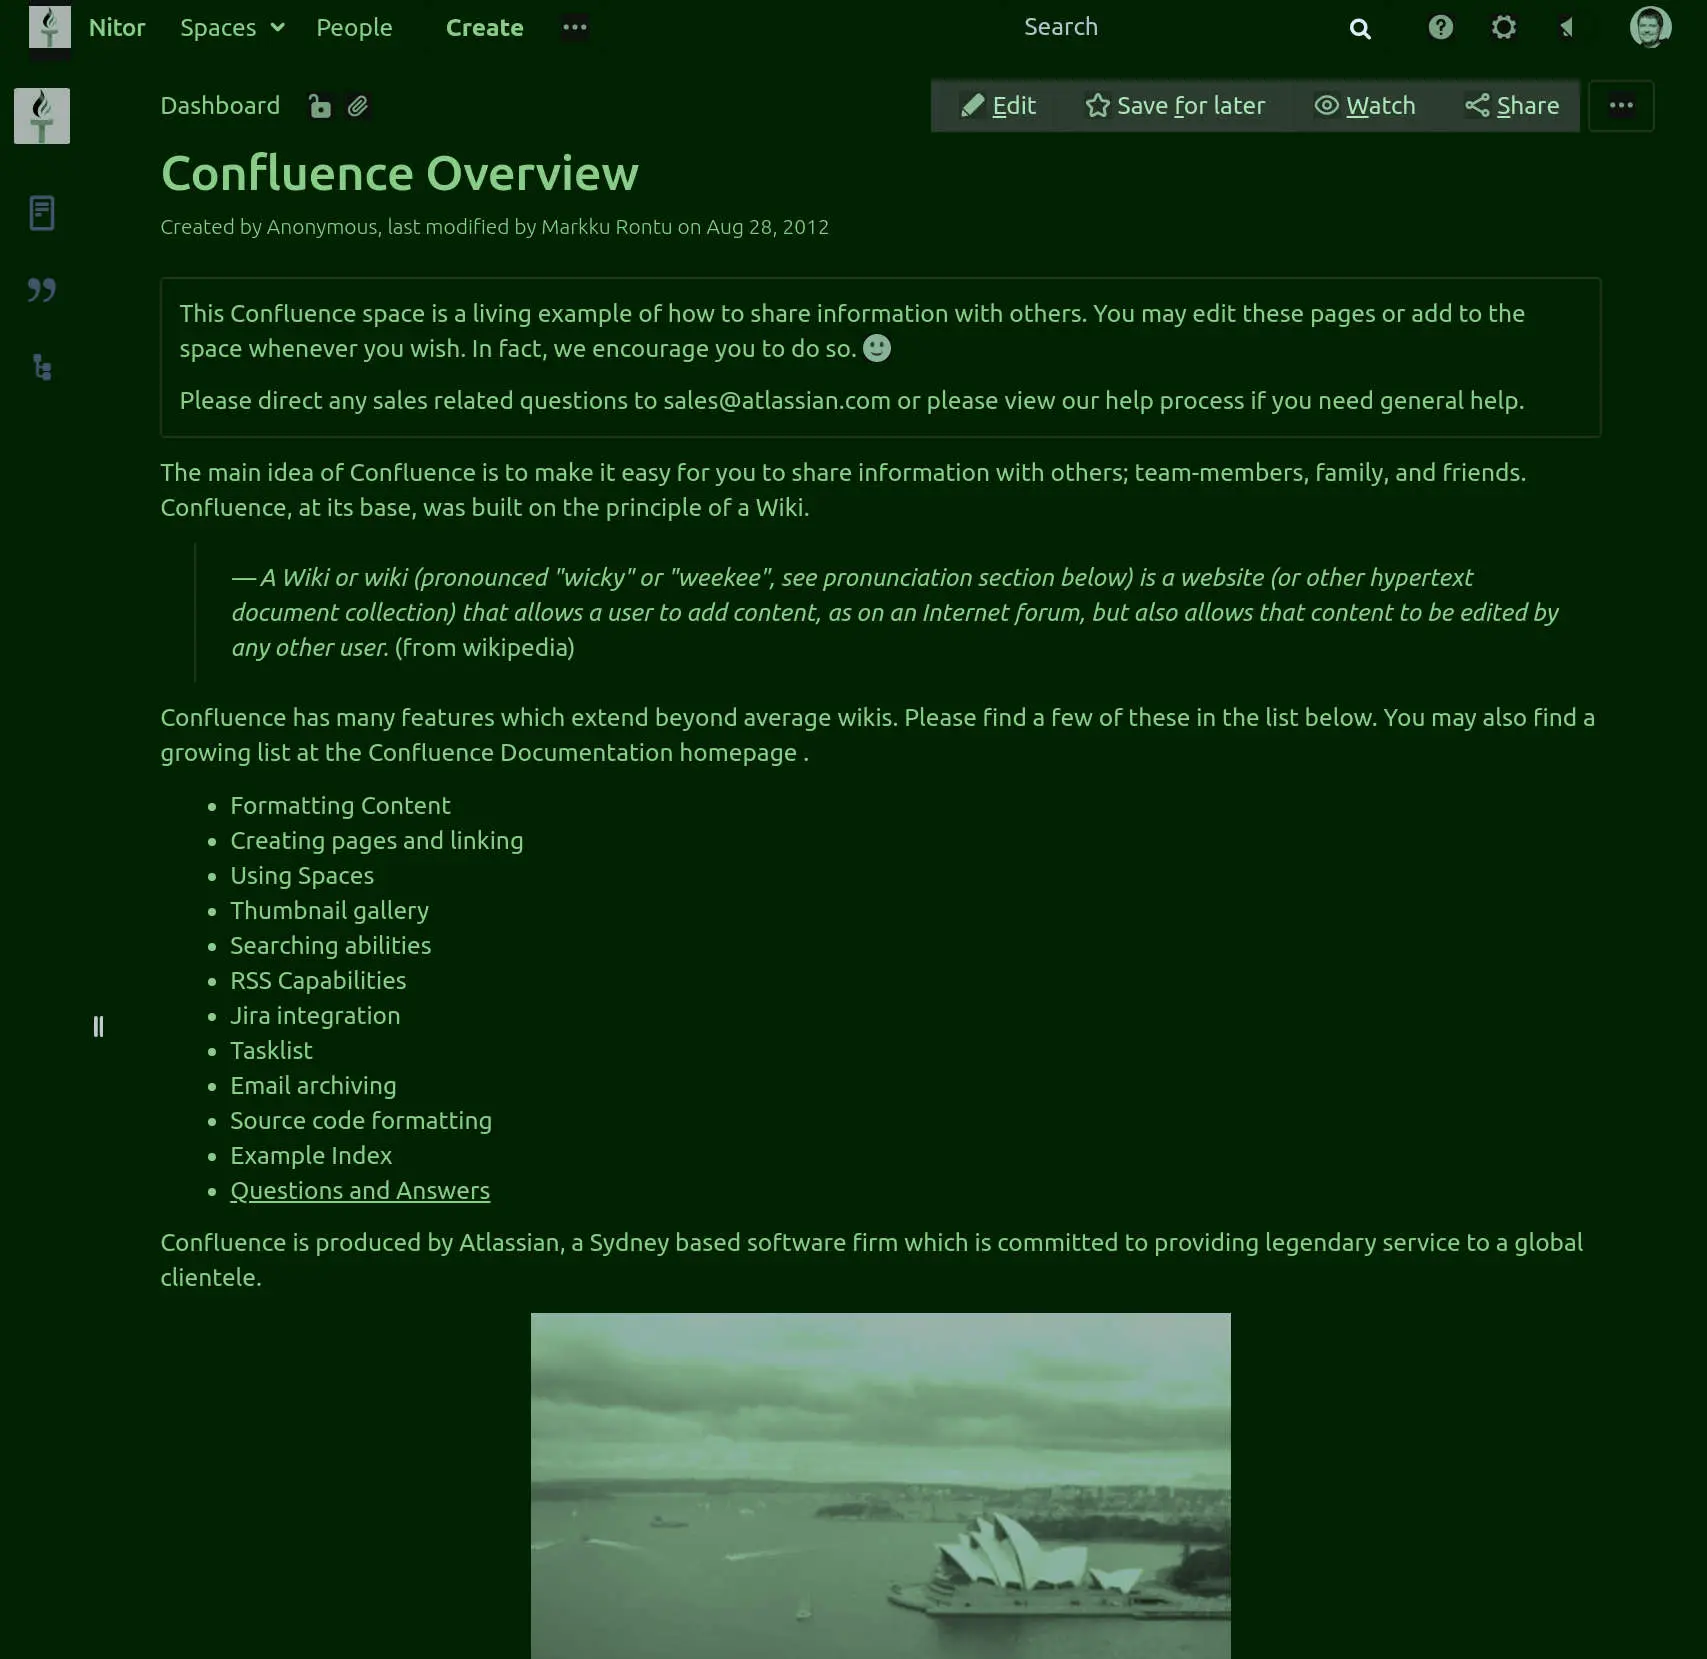 Nitor Spaces People Create ... Search
Dashboard Edit Save for later Watch Share ...
Confluence Overview
Created by Anonymous, last modified by Markku Rontu on Aug 28, 2012
This Confluence space is a living example of how to share information with others. You may edit these pages or add to the
space whenever you wish. In fact, we encourage you to do so.
Please direct any sales related questions to sales@atlassian.com or please view our help process if you need general help.
The main idea of Confluence is to make it easy for you to share information with others; team-members, family, and friends.
Confluence, at its base, was built on the principle of a Wiki.
— A Wiki or wiki (pronounced "wicky" or "weekee", see pronunciation section below) is a website (or other hypertext
document collection) that allows a user to add content, as on an Internet forum, but also allows that content to be edited by
any other user. (from wikipedia)
Confluence has many features which extend beyond average wikis. Please find a few of these in the list below. You may also find a
growing list at the Confluence Documentation homepage .
• Formatting Content
• Creating pages and linking
• Using Spaces
• Thumbnail gallery
• Searching abilities
• RSS Capabilities
• Jira integration
• Tasklist
• Email archiving
• Source code formatting
• Example Index
• Questions and Answers
Confluence is produced by Atlassian, a Sydney based software firm which is committed to providing legendary service to a global
clientele.